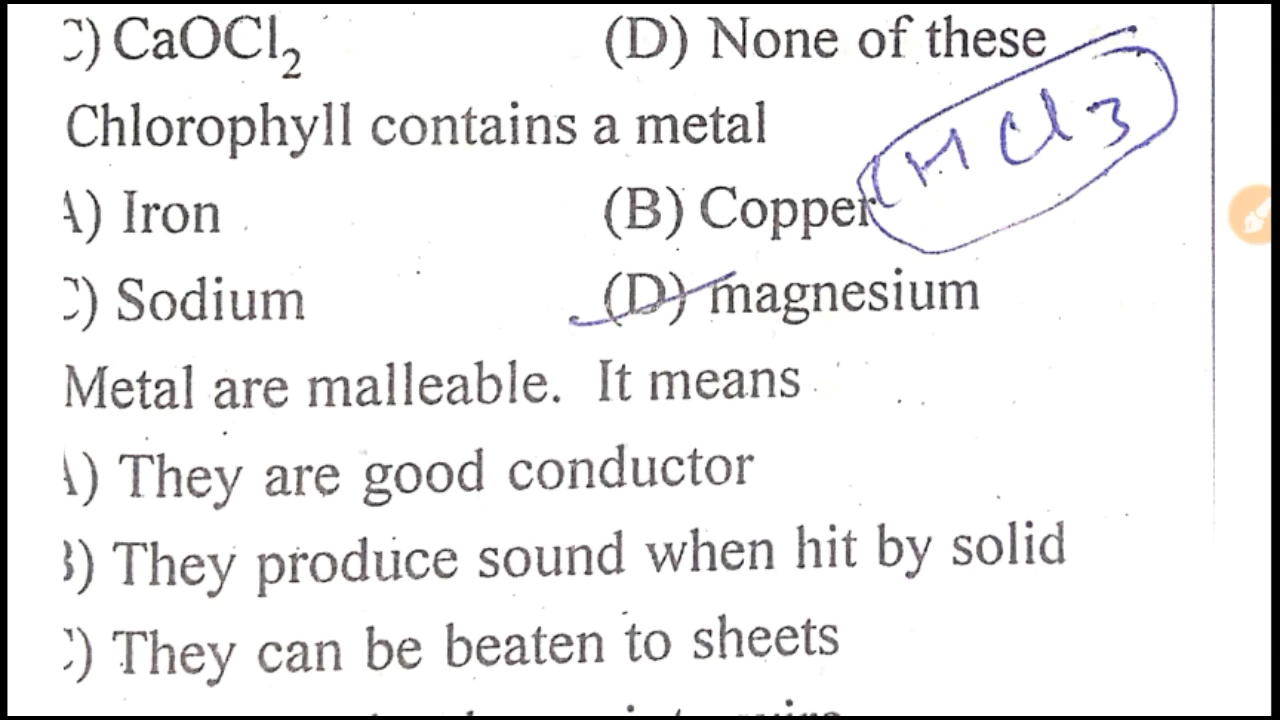 C) CaOCl₂ (D) None of these
CHCl3
Chlorophyll contains a metal
A) Iron (B) Copper
C) Sodium (D) magnesium
Metal are malleable. It means
A) They are good conductor
B) They produce sound when hit by solid
C) They can be beaten to sheets